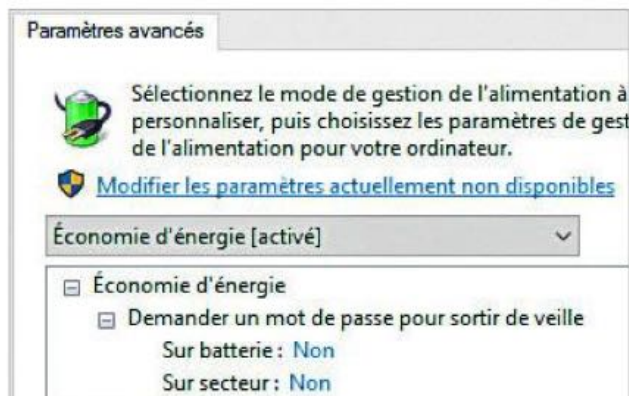 Paramètres avancés
Sélectionnez le mode de gestion de l'alimentation à
personnaliser, puis choisissez les paramètres de gest
de l'alimentation pour votre ordinateur.
Modifier les paramètres actuellement non disponibles
Économie d'énergie [activé]
Économie d'énergie
Demander un mot de passe pour sortir de veille
Sur batterie : Non
Sur secteur : Non